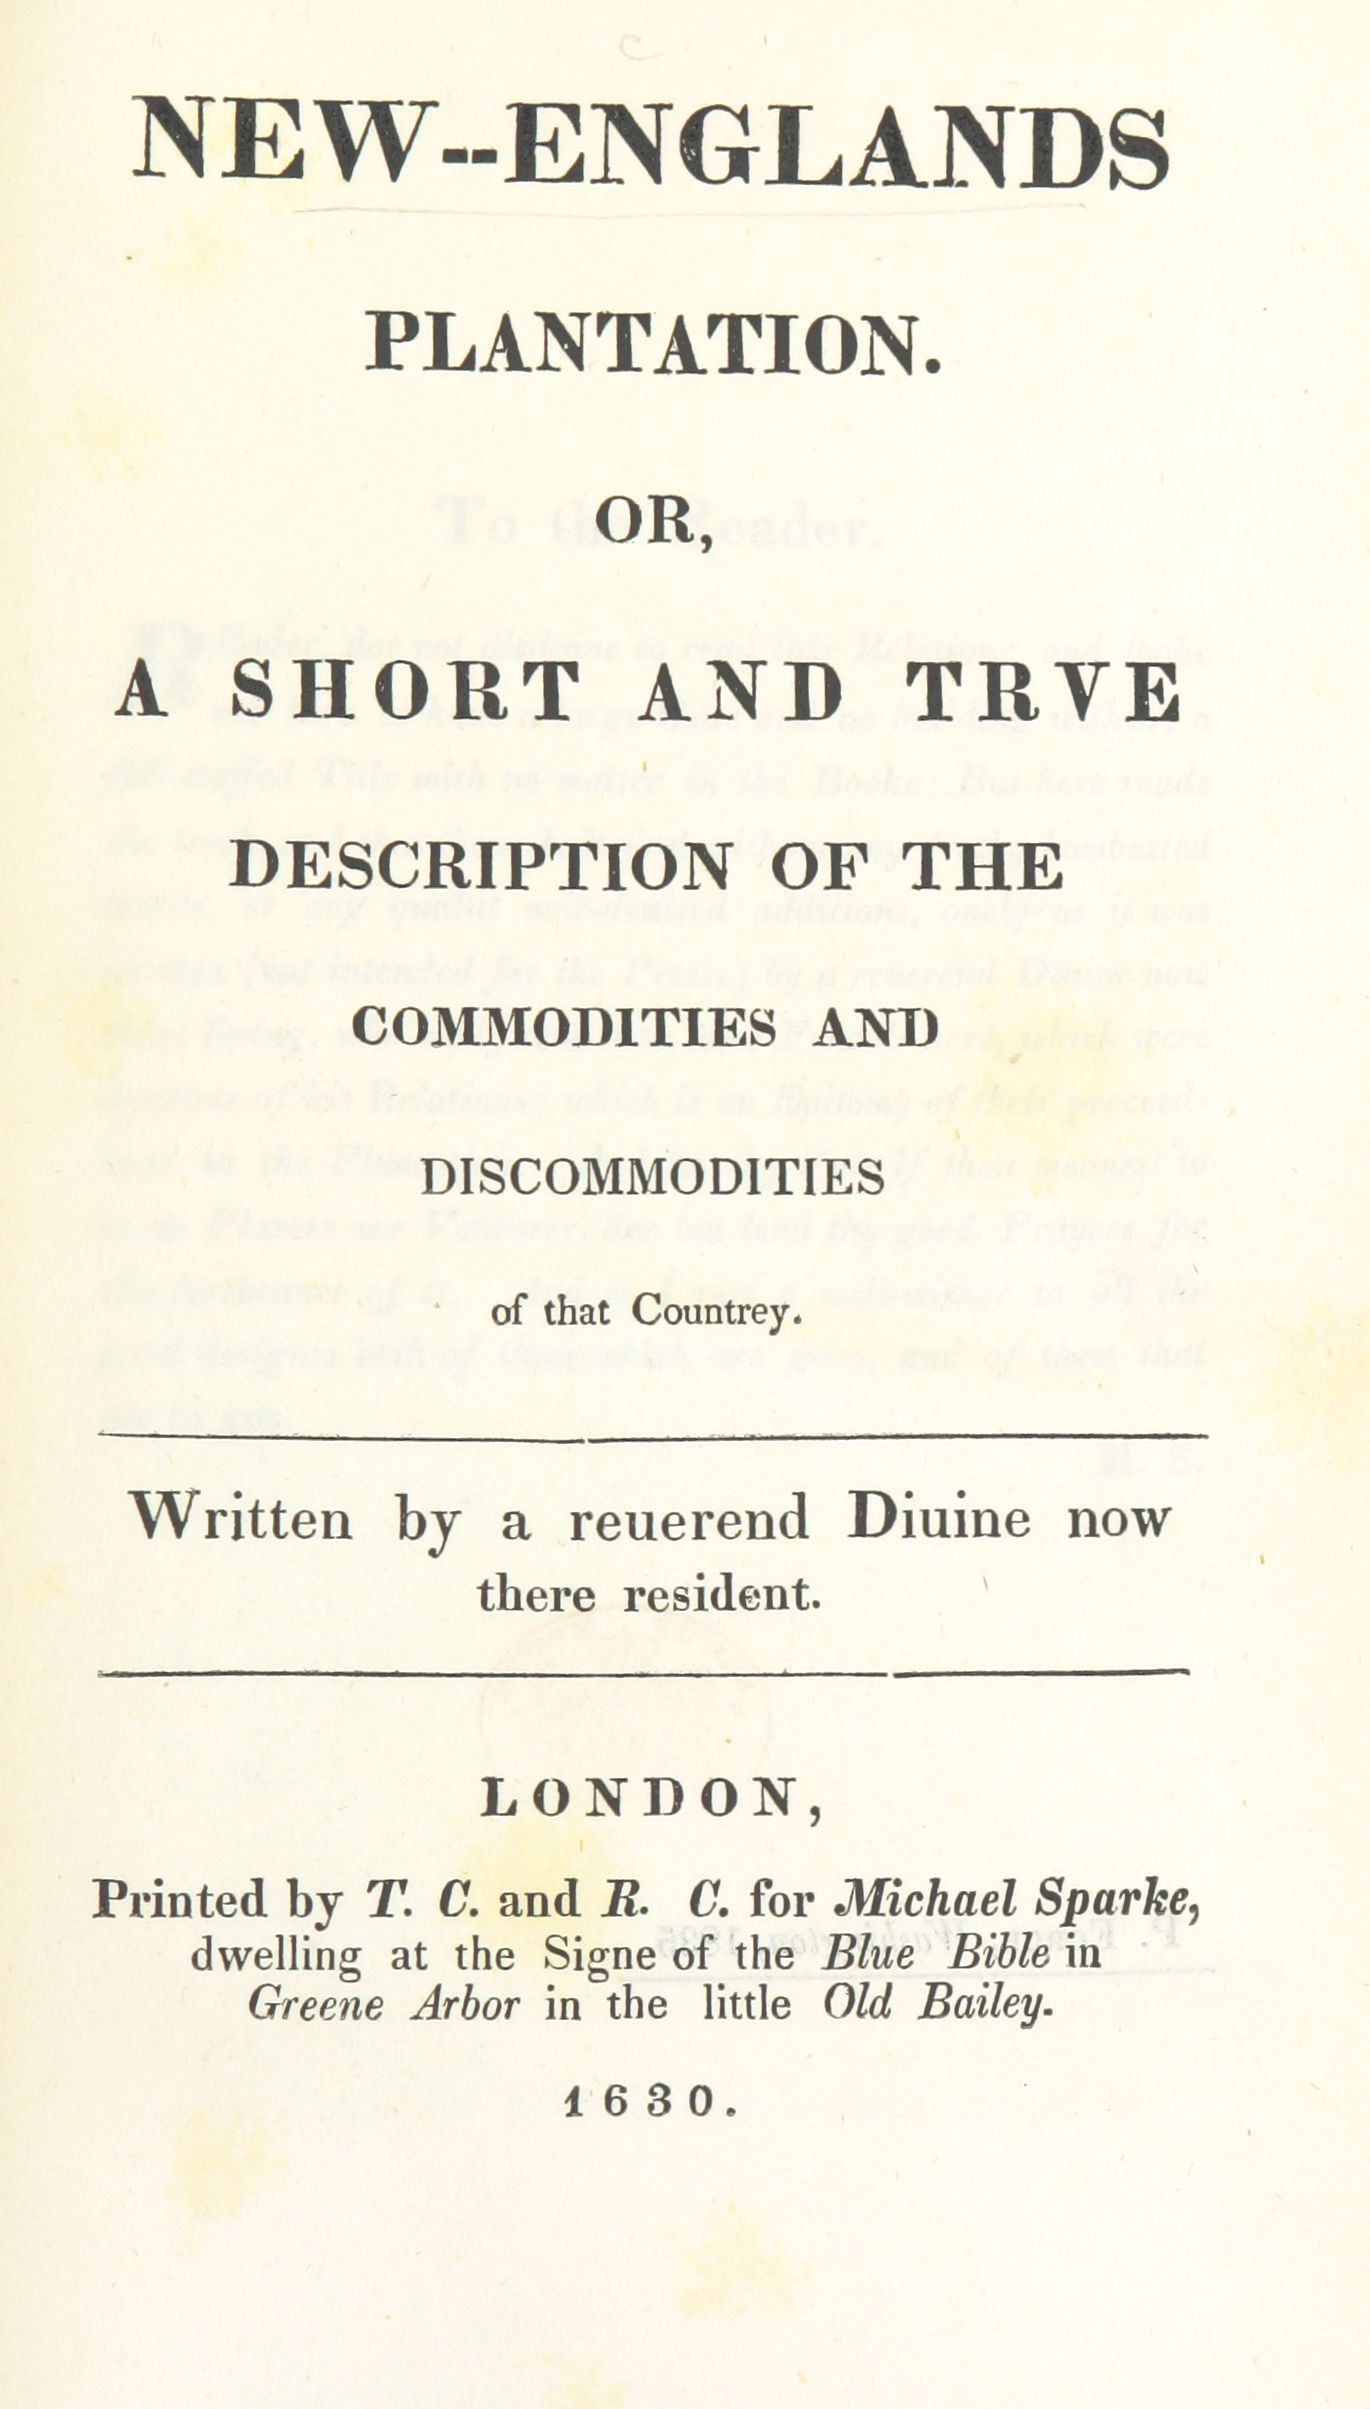 NEW--ENGLANDS
PLANTATION.
OR,
A SHORT AND TRVE
DESCRIPTION OF THE
COMMODITIES AND
DISCOMMODITIES
of that Countrey.
Written by a reuerend Diuine now
there resident.
LONDON,
Printed by T. C. and R. C. for Michael Sparke,
dwelling at the Signe of the Blue Bible in
Greene Arbor in the little Old Bailey.
1630.